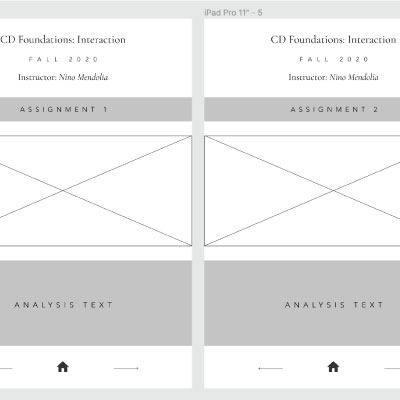 iPad Pro 11" - 5
CD Foundations: Interaction
FALL 2020
Instructor: Nino Mendolia
ASSIGNMENT 1
ANALYSIS TEXT
CD Foundations: Interaction
FALL 2020
Instructor: Nino Mendolia
ASSIGNMENT 2
ANALYSIS TEXT